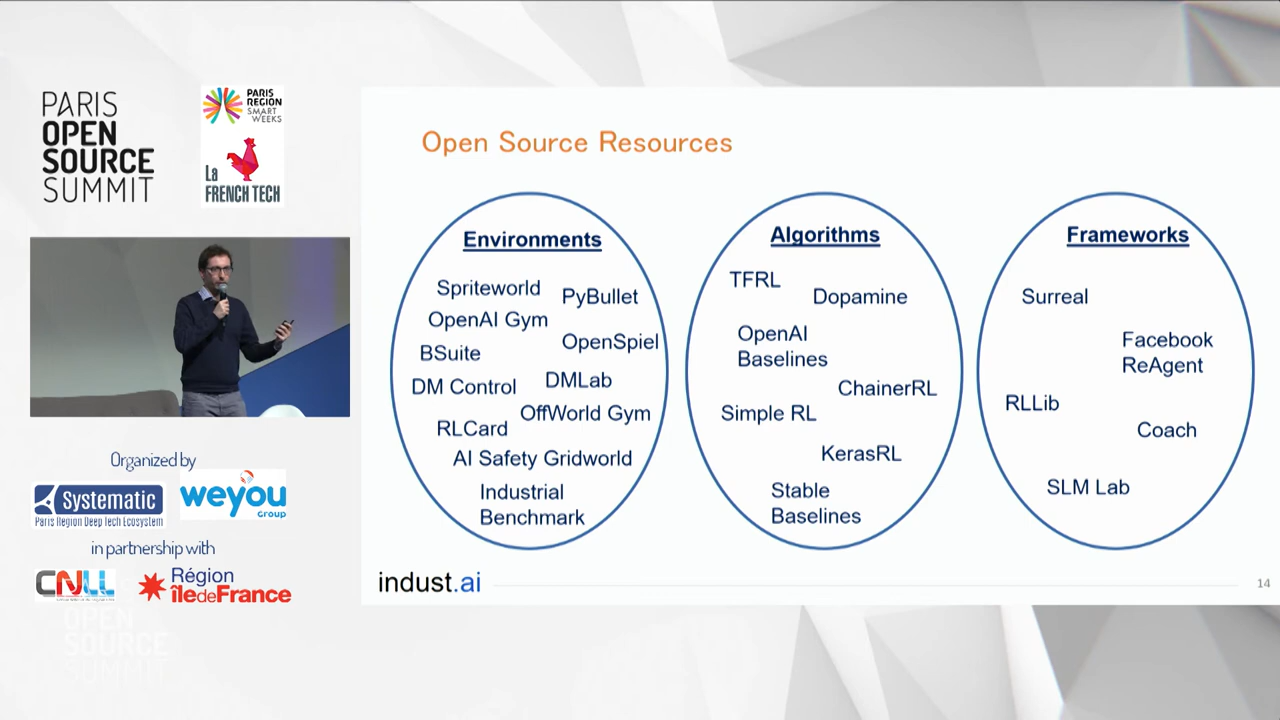 PARIS
OPEN
SOURCE
SUMMIT
PARIS
REGION
SMART
WEEKS
La
FRENCH TECH
Organized by
Systematic
Paris Region Deep Tech Ecosystem
weyou
GROUP
in partnership with
CNLL
Région
îledeFrance
OPEN
SOURCE
SUMMIT
Open Source Resources
Environments
Spriteworld
PyBullet
OpenAI Gym
OpenSpiel
BSuite
DMLab
DM Control
OffWorld Gym
RLCard
AI Safety Gridworld
Industrial
Benchmark
Algorithms
TFRL
Dopamine
OpenAI
Baselines
ChainerRL
Simple RL
KerasRL
Stable
Baselines
Frameworks
Surreal
Facebook
ReAgent
RLLib
Coach
SLM Lab
indust.ai
14